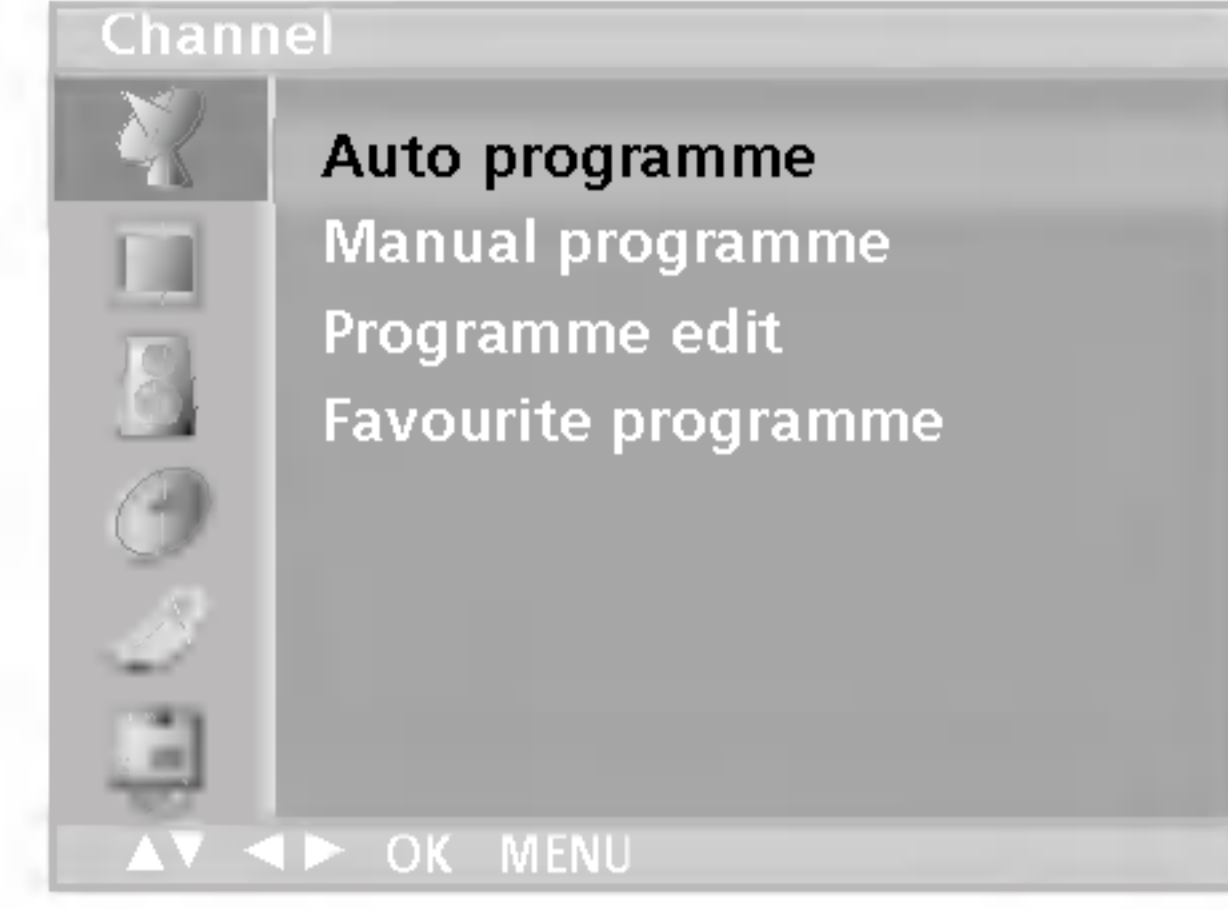 Channel
Auto programme
Manual programme
Programme edit
Favourite programme
▲▼ ◀▶ OK MENU